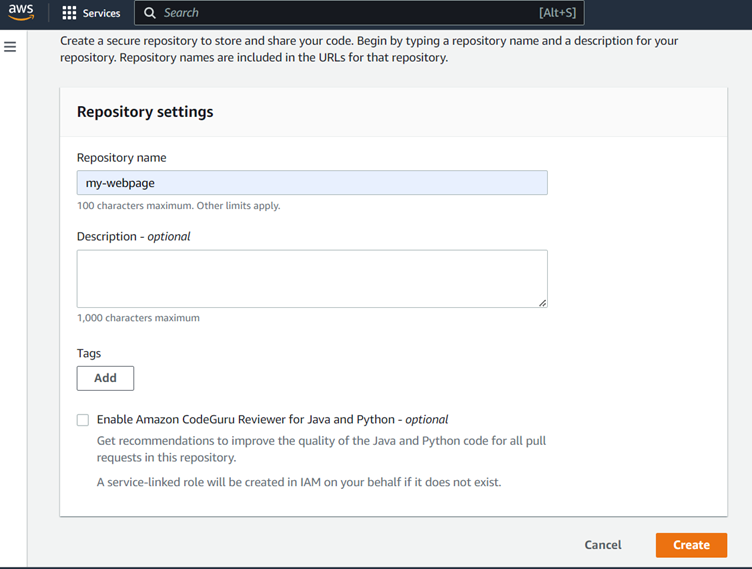 aws
Services
Search
[Alt+S]
Create a secure repository to store and share your code. Begin by typing a repository name and a description for your
repository. Repository names are included in the URLs for that repository.
Repository settings
Repository name
my-webpage
100 characters maximum. Other limits apply.
Description - optional
1,000 characters maximum
Tags
Add
Enable Amazon CodeGuru Reviewer for Java and Python - optional
Get recommendations to improve the quality of the Java and Python code for all pull
requests in this repository.
A service-linked role will be created in IAM on your behalf if it does not exist.
Cancel
Create